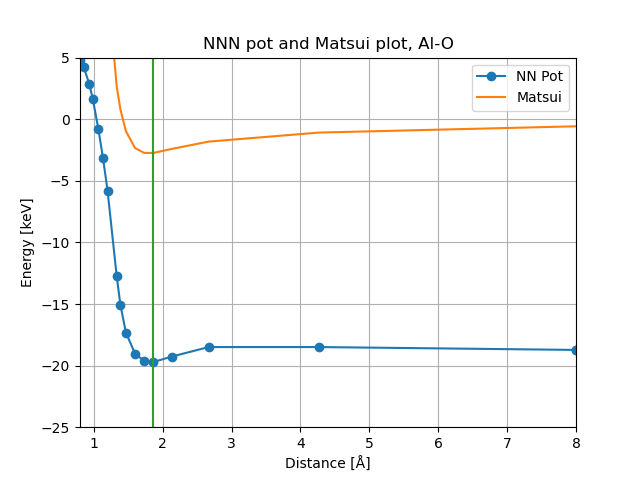 NNN pot and Matsui plot, Al-O
NN Pot
Matsui
Energy [keV]
5
0
−5
−10
−15
−20
−25
1 2 3 4 5 6 7 8
Distance [Å]